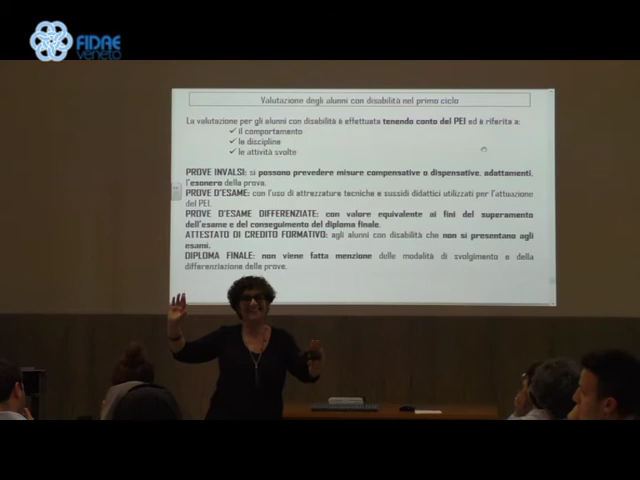 FIDAE
veneto
Valutazione degli alunni con disabilità nel primo ciclo
La valutazione per gli alunni con disabilità è effettuata tenendo conto del PEI ed è riferita a:
✓ il comportamento
✓ le discipline
✓ le attività svolte
PROVE INVALSI: si possono prevedere misure compensative o dispensative, adattamenti,
l'esonero della prova.
PROVE D'ESAME: con l'uso di attrezzature tecniche e sussidi didattici utilizzati per l'attuazione
del PEI.
PROVE D'ESAME DIFFERENZIATE: con valore equivalente ai fini del superamento
dell'esame e del conseguimento del diploma finale.
ATTESTATO DI CREDITO FORMATIVO: agli alunni con disabilità che non si presentano agli
esami.
DIPLOMA FINALE: non viene fatta menzione delle modalità di svolgimento e della
differenziazione delle prove.